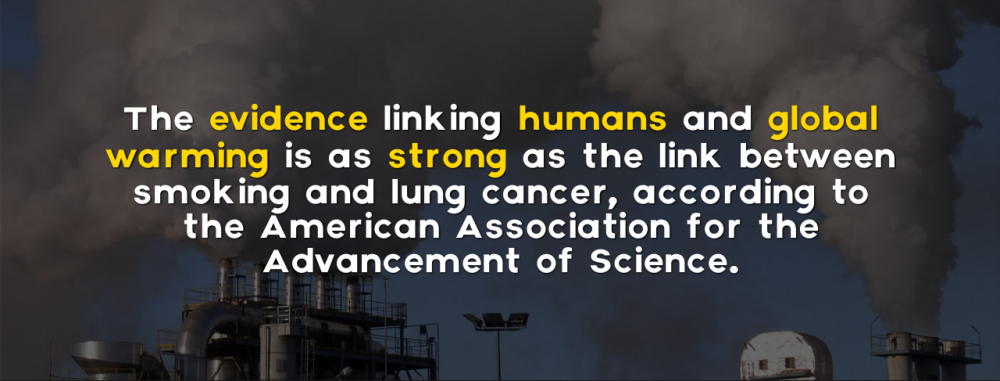 The evidence linking humans and global
warming is as strong as the link between
smoking and lung cancer, according to
the American Association for the
Advancement of Science.